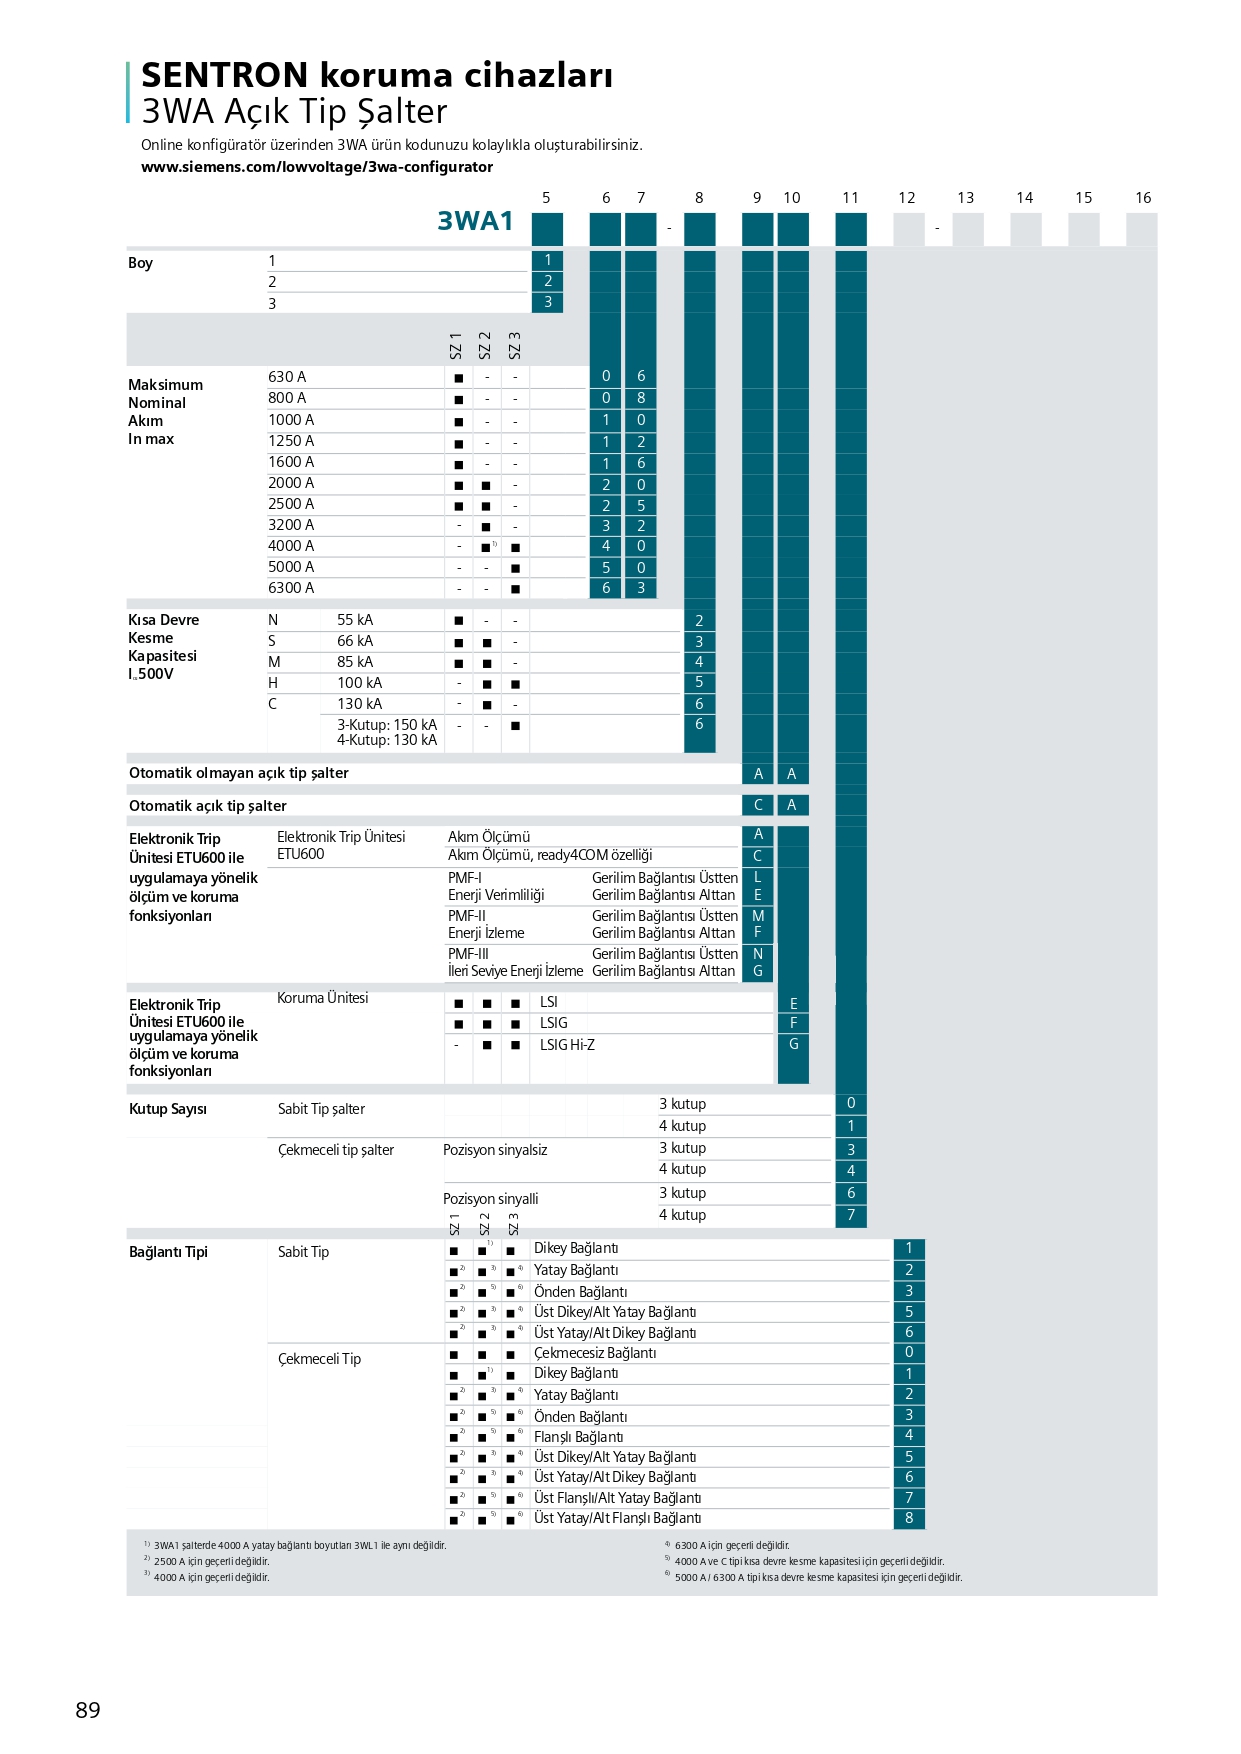 SENTRON koruma cihazları
3WA Açık Tip Şalter
Online konfigüratör üzerinden 3WA ürün kodunuzu kolaylıkla oluşturabilirsiniz.
www.siemens.com/lowvoltage/3wa-configurator
5 6 7 8 9 10 11 12 13 14 15 16
3WA1 - -
Boy 1 1
2 2
3 3
SZ 1 SZ 2 SZ 3
Maksimum
Nominal
Akım
In max
630 A ■ - - 0 6
800 A ■ - - 0 8
1000 A ■ - - 1 0
1250 A ■ - - 1 2
1600 A ■ - - 1 6
2000 A ■ ■ - 2 0
2500 A ■ ■ - 2 5
3200 A - ■ - 3 2
4000 A - ■ 1) ■ 4 0
5000 A - - ■ 5 0
6300 A - - ■ 6 3
Kısa Devre
Kesme
Kapasitesi
I 500V
N 55 kA ■ - - 2
S 66 kA ■ ■ - 3
M 85 kA ■ ■ - 4
H 100 kA - ■ ■ 5
C 130 kA - ■ - 6
3-Kutup: 150 kA - - ■ 6
4-Kutup: 130 kA
Otomatik olmayan açık tip şalter A A
Otomatik açık tip şalter C A
Elektronik Trip
Ünitesi ETU600 ile
uygulamaya yönelik
ölçüm ve koruma
fonksiyonları
Elektronik Trip Ünitesi
ETU600
Akım Ölçümü A
Akım Ölçümü, ready4COM özelliği C
PMF-I Gerilim Bağlantısı Üstten L
Enerji Verimliliği Gerilim Bağlantısı Alttan E
PMF-II Gerilim Bağlantısı Üstten M
Enerji İzleme Gerilim Bağlantısı Alttan F
PMF-III Gerilim Bağlantısı Üstten N
İleri Seviye Enerji İzleme Gerilim Bağlantısı Alttan G
Elektronik Trip
Ünitesi ETU600 ile
uygulamaya yönelik
ölçüm ve koruma
fonksiyonları
Koruma Ünitesi
■ ■ ■ LSI E
■ ■ ■ LSIG F
- ■ ■ LSIG Hi-Z G
Kutup Sayısı Sabit Tip şalter 3 kutup 0
4 kutup 1
Çekmeceli tip şalter Pozisyon sinyalsiz 3 kutup 3
4 kutup 4
Pozisyon sinyalli 3 kutup 6
4 kutup 7
SZ 1 SZ 2 SZ 3
Bağlantı Tipi Sabit Tip ■ ■ 1) ■ Dikey Bağlantı 1
■ 2) ■ 3) ■ 4) Yatay Bağlantı 2
■ 2) ■ 5) ■ 6) Önden Bağlantı 3
■ 2) ■ 3) ■ 4) Üst Dikey/Alt Yatay Bağlantı 5
■ 2) ■ 3) ■ 4) Üst Yatay/Alt Dikey Bağlantı 6
Çekmeceli Tip ■ ■ ■ Çekmecesiz Bağlantı 0
■ ■ 1) ■ Dikey Bağlantı 1
■ 2) ■ 3) ■ 4) Yatay Bağlantı 2
■ 2) ■ 5) ■ 6) Önden Bağlantı 3
■ 2) ■ 5) ■ 6) Flanşlı Bağlantı 4
■ 2) ■ 3) ■ 4) Üst Dikey/Alt Yatay Bağlantı 5
■ 2) ■ 3) ■ 4) Üst Yatay/Alt Dikey Bağlantı 6
■ 2) ■ 5) ■ 6) Üst Flanşlı/Alt Yatay Bağlantı 7
■ 2) ■ 5) ■ 6) Üst Yatay/Alt Flanşlı Bağlantı 8
1) 3WA1 şalterde 4000 A yatay bağlantı boyutları 3WL1 ile aynı değildir.
2) 2500 A için geçerli değildir.
3) 4000 A için geçerli değildir.
4) 6300 A için geçerli değildir.
5) 4000 A ve C tipi kısa devre kesme kapasitesi için geçerli değildir.
6) 5000 A / 6300 A tipi kısa devre kesme kapasitesi için geçerli değildir.
89